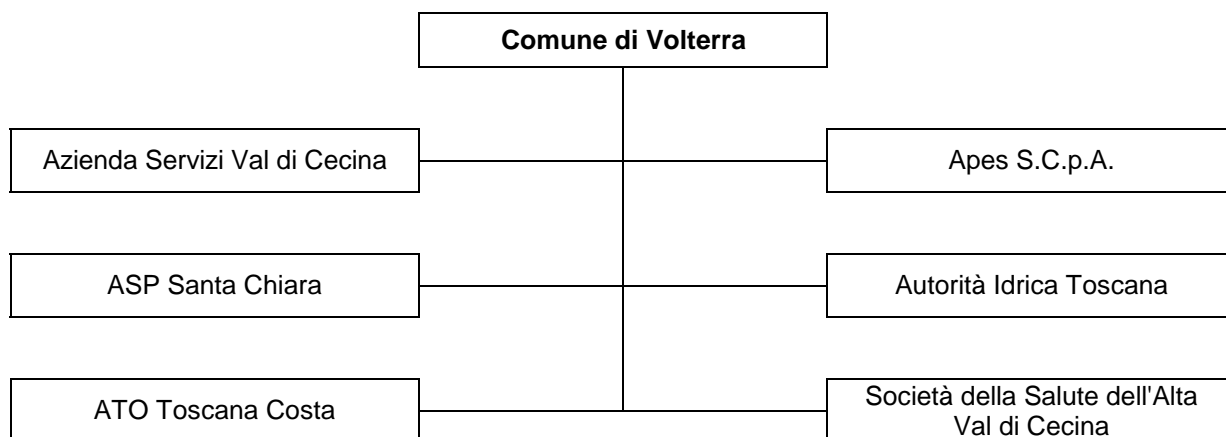 Comune di Volterra
Azienda Servizi Val di Cecina
Apes S.C.p.A.
ASP Santa Chiara
Autorità Idrica Toscana
ATO Toscana Costa
Società della Salute dell'Alta
Val di Cecina